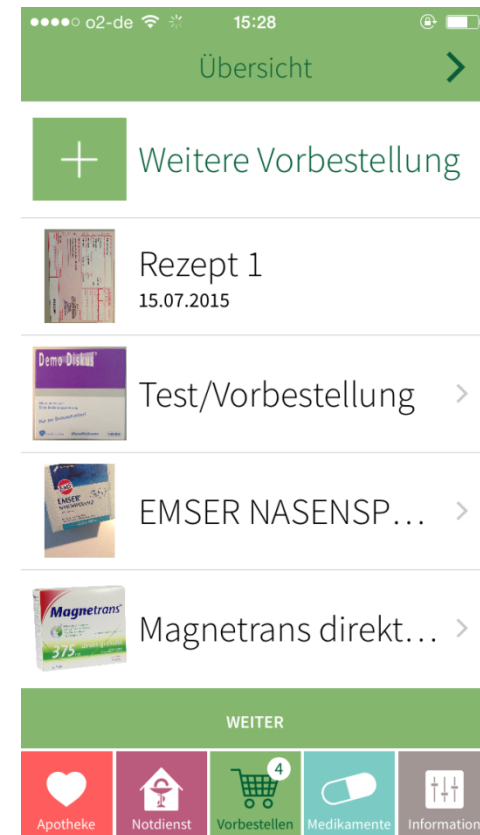 o2-de 15:28
Übersicht
Weitere Vorbestellung
Rezept 1
15.07.2015
Demo Diskus
Test/Vorbestellung
EMSER
EMSER NASENSP...
Magnetrans
375
Magnetrans direkt...
WEITER
4
Apotheke Notdienst Vorbestellen Medikamente Information